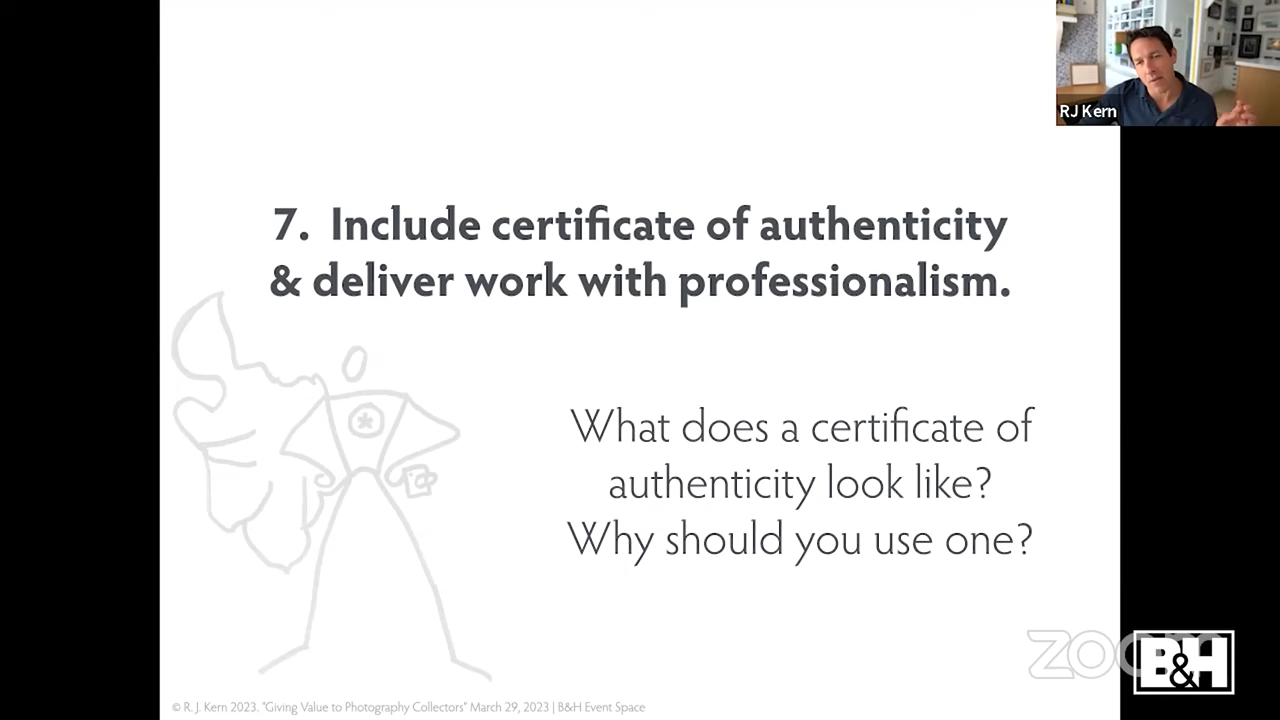 RJ Kern
7. Include certificate of authenticity
& deliver work with professionalism.
What does a certificate of
authenticity look like?
Why should you use one?
zoom
B&H
© R. J. Kern 2023. "Giving Value to Photography Collectors" March 29, 2023 | B&H Event Space